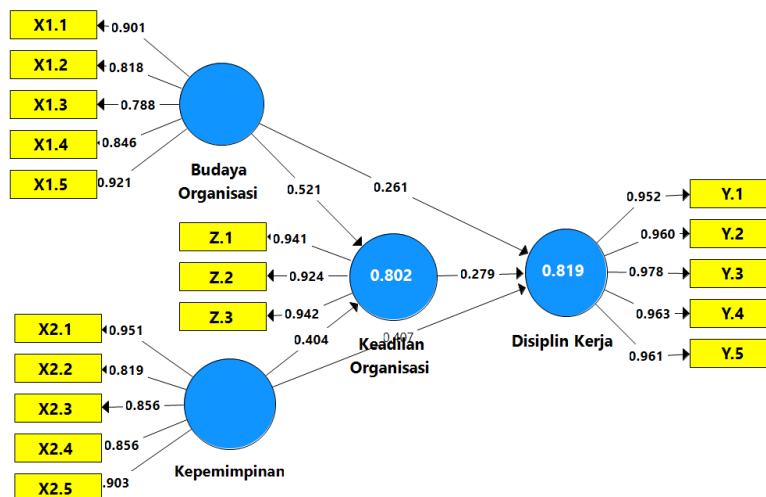 X1.1
0.901
X1.2
0.818
X1.3
0.788
X1.4
0.846
X1.5
0.921
Budaya
Organisasi
0.521
0.261
Z.1
0.941
Z.2
0.924
Z.3
0.942
0.802
0.279
0.819
Keadilan
Organisasi
0.404
0.407
Disiplin Kerja
0.952
Y.1
0.960
Y.2
0.978
Y.3
0.963
Y.4
0.961
Y.5
X2.1
0.951
X2.2
0.819
X2.3
0.856
X2.4
0.856
X2.5
.903
Kepemimpinan